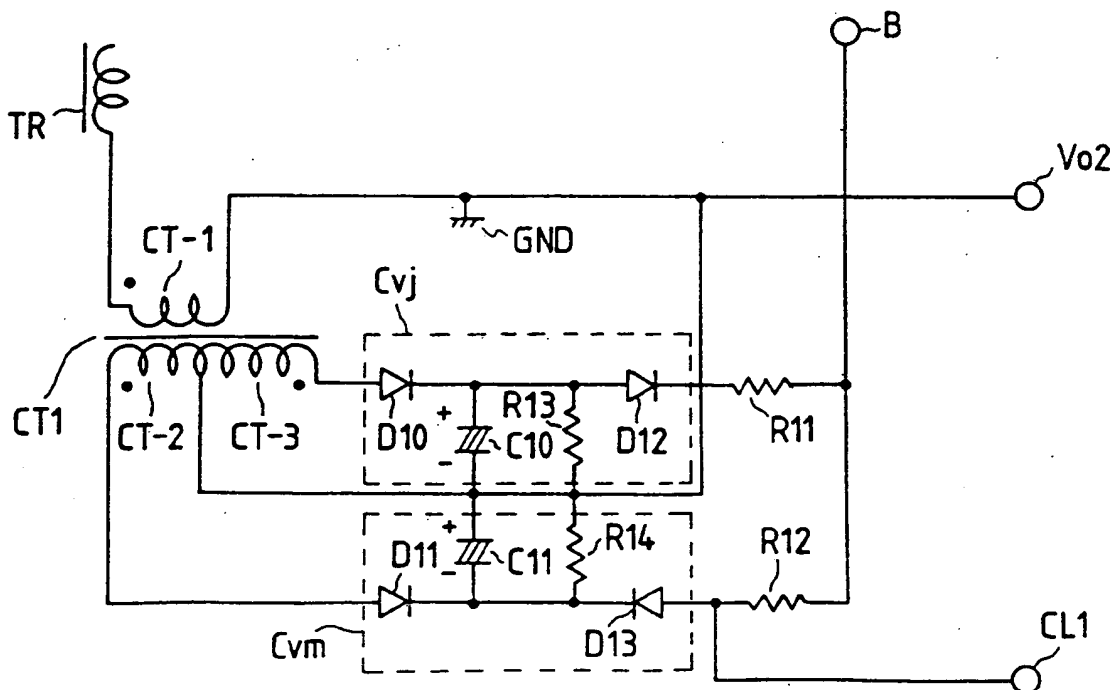 B
TR
Vo2
GND
CT-1
Cvj
CT1
CT-2
CT-3
D10
+
-
C10
R13
D12
R11
D11
+
-
C11
R14
R12
Cvm
D13
CL1